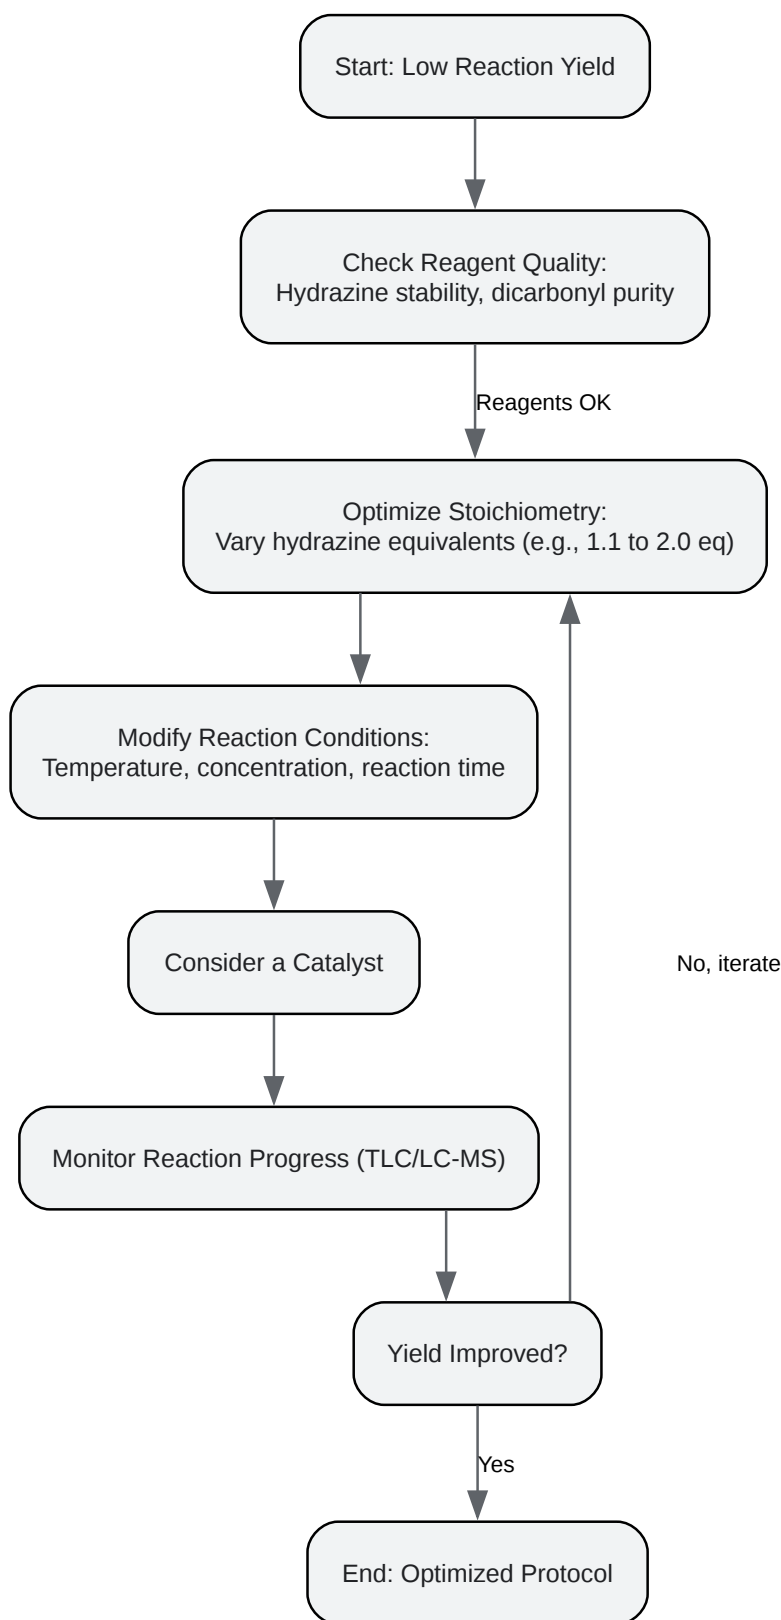 Start: Low Reaction Yield
Check Reagent Quality:
Hydrazine stability, dicarbonyl purity
Reagents OK
Optimize Stoichiometry:
Vary hydrazine equivalents (e.g., 1.1 to 2.0 eq)
Modify Reaction Conditions:
Temperature, concentration, reaction time
Consider a Catalyst
No, iterate
Monitor Reaction Progress (TLC/LC-MS)
Yield Improved?
Yes
End: Optimized Protocol